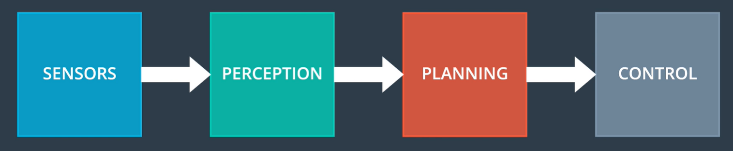 SENSORS
PERCEPTION
PLANNING
CONTROL